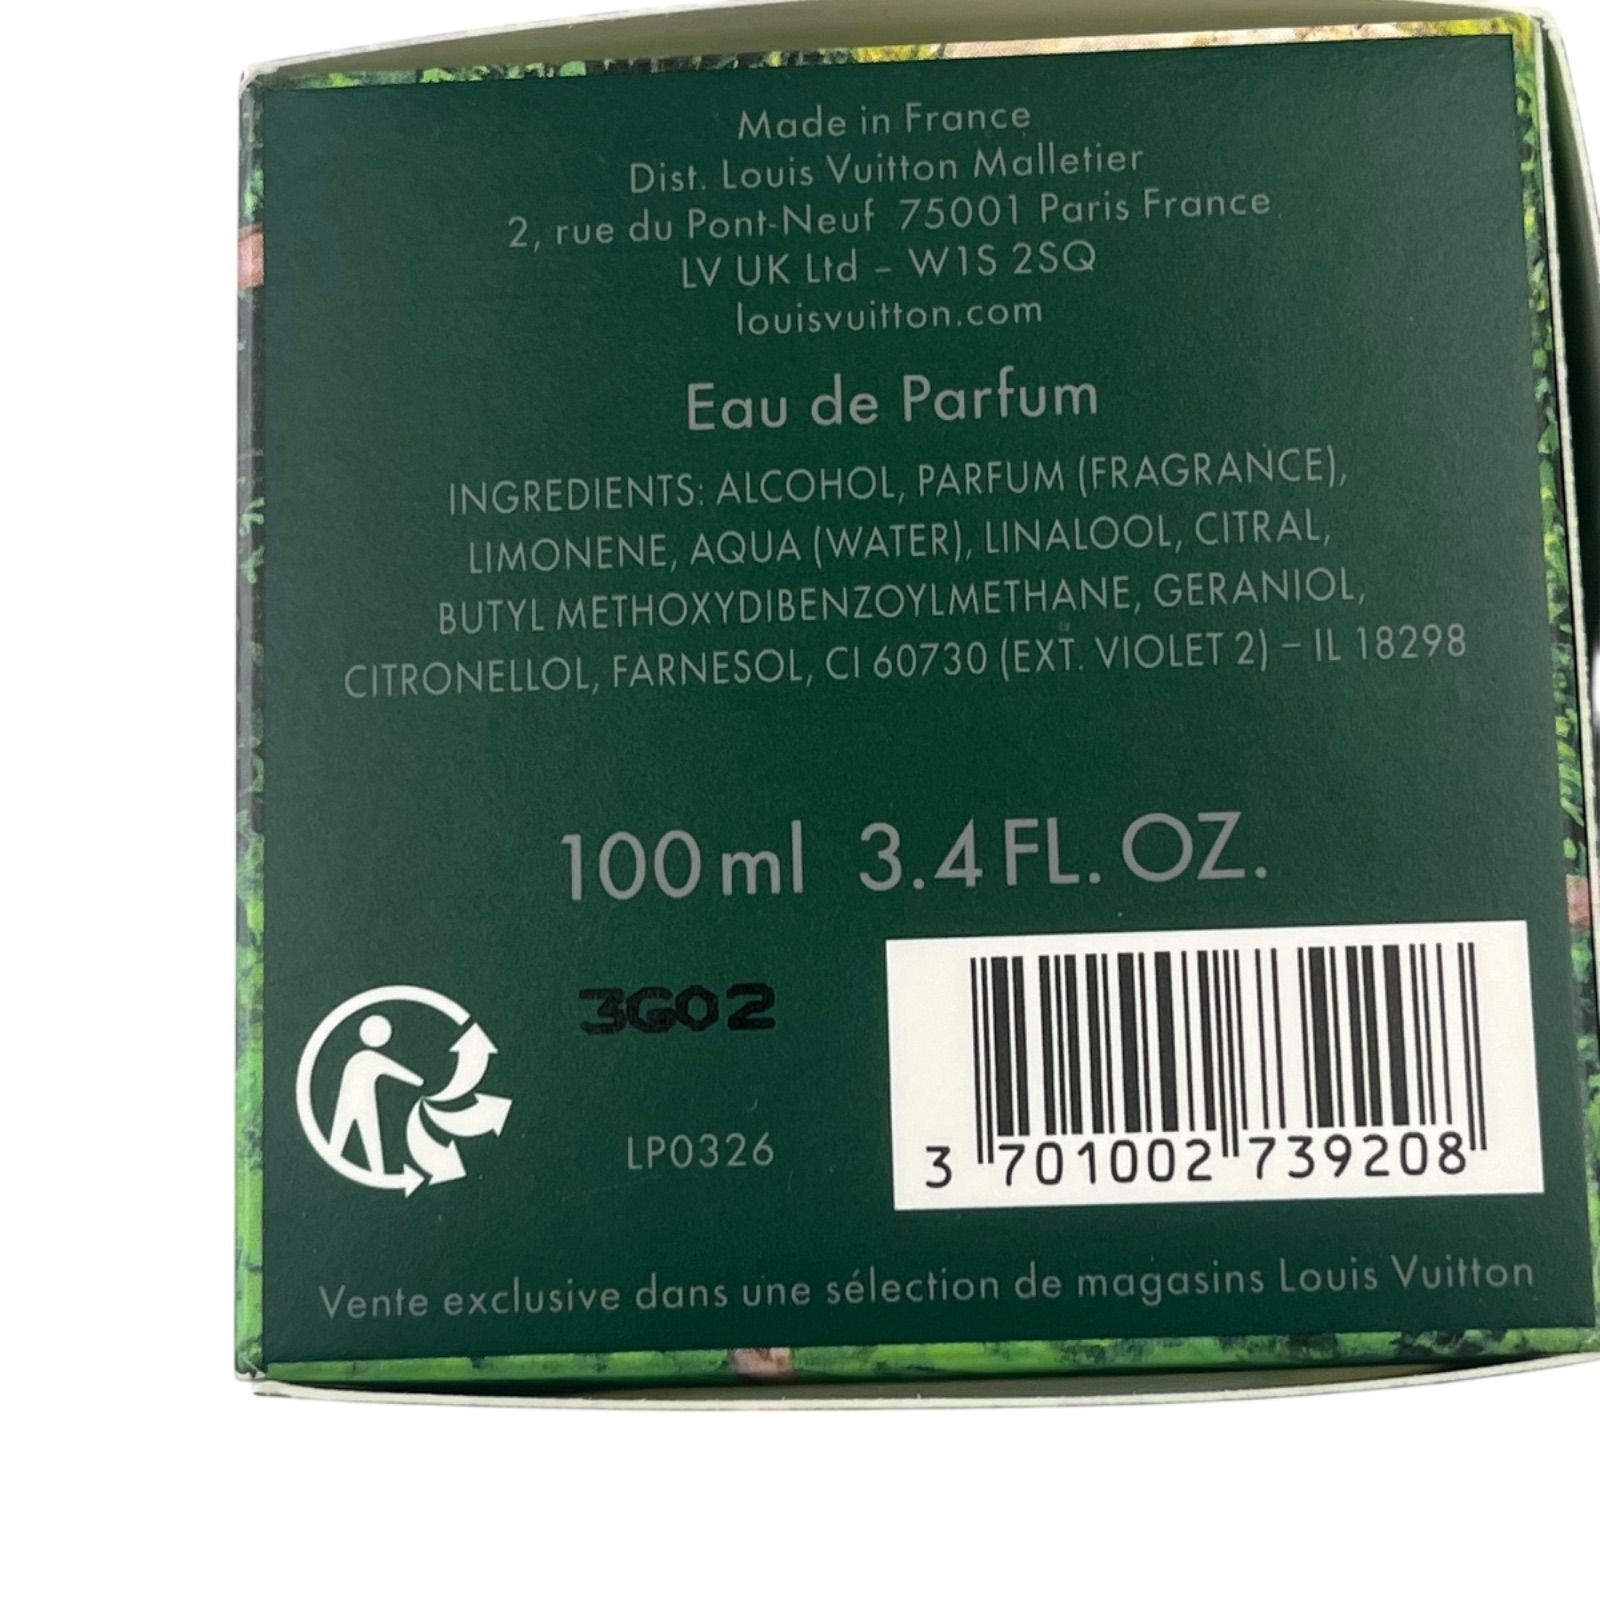 Made in France
Dist. Louis Vuitton Malletier
2, rue du Pont-Neuf 75001 Paris France
LV UK Ltd – W1S 2SQ
louisvuitton.com
Eau de Parfum
INGREDIENTS: ALCOHOL, PARFUM (FRAGRANCE),
LIMONENE, AQUA (WATER), LINALOOL, CITRAL,
BUTYL METHOXYDIBENZOYLMETHANE, GERANIOL,
CITRONELLOL, FARNESOL, CI 60730 (EXT. VIOLET 2) – IL 18298
100 ml 3.4 FL. OZ.
3G02
LP0326
3 701002 739208
Vente exclusive dans une sélection de magasins Louis Vuitton